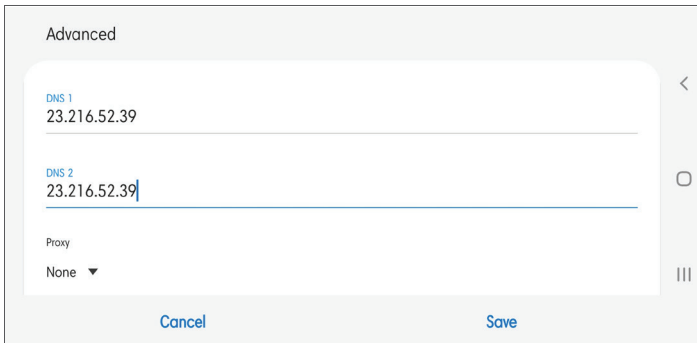 Advanced
DNS 1
23.216.52.39
DNS 2
23.216.52.39
Proxy
None
Cancel
Save